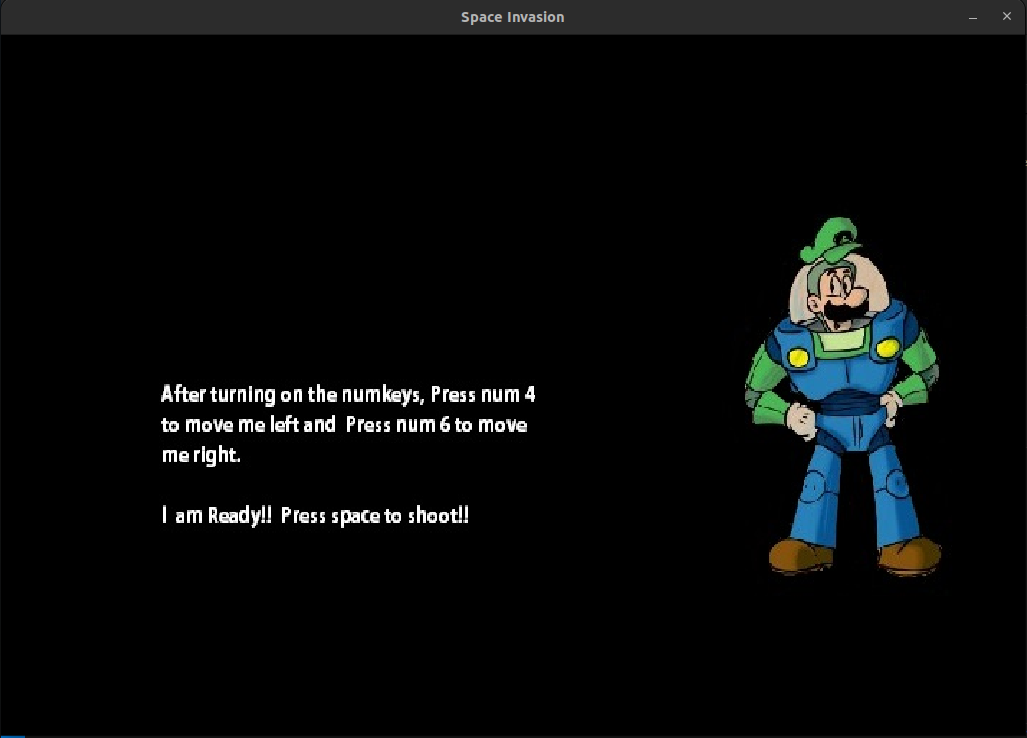 Space Invasion
After turning on the numkeys, Press num 4
to move me left and  Press num 6 to move
me right.
I  am Ready!!  Press space to shoot!!